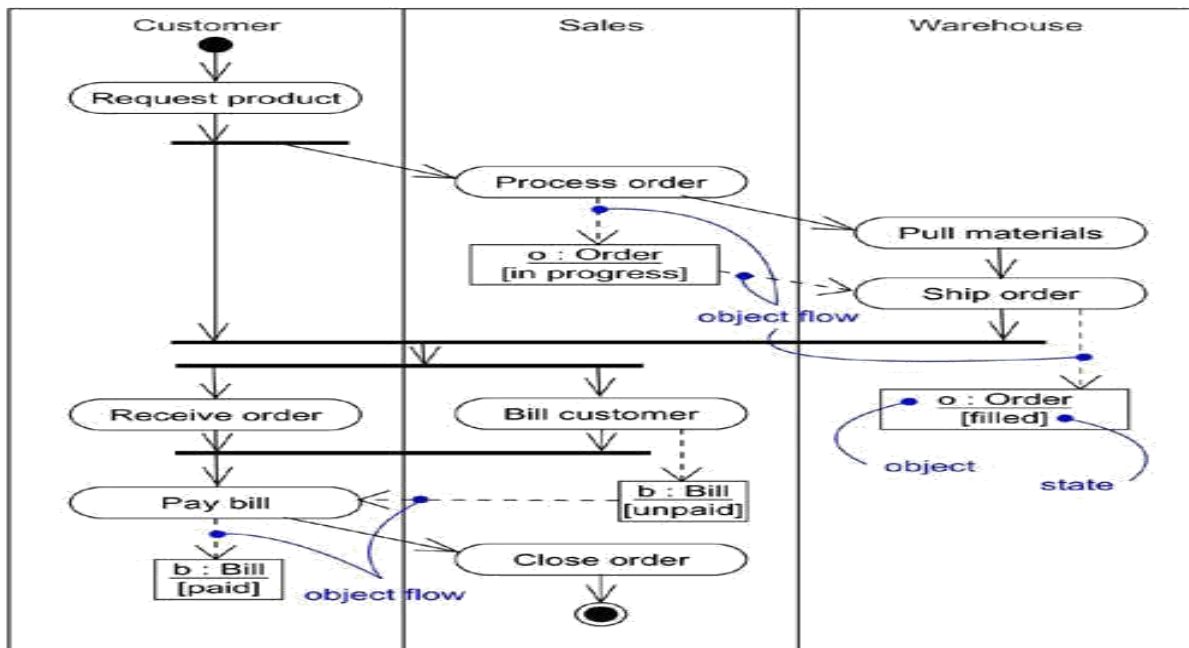 Customer
Sales
Warehouse
Request product
Process order
Pull materials
o : Order
[in progress]
Ship order
object flow
Receive order
Bill customer
o : Order
[filled]
object
state
Pay bill
b : Bill
[unpaid]
Close order
b : Bill
[paid]
object flow